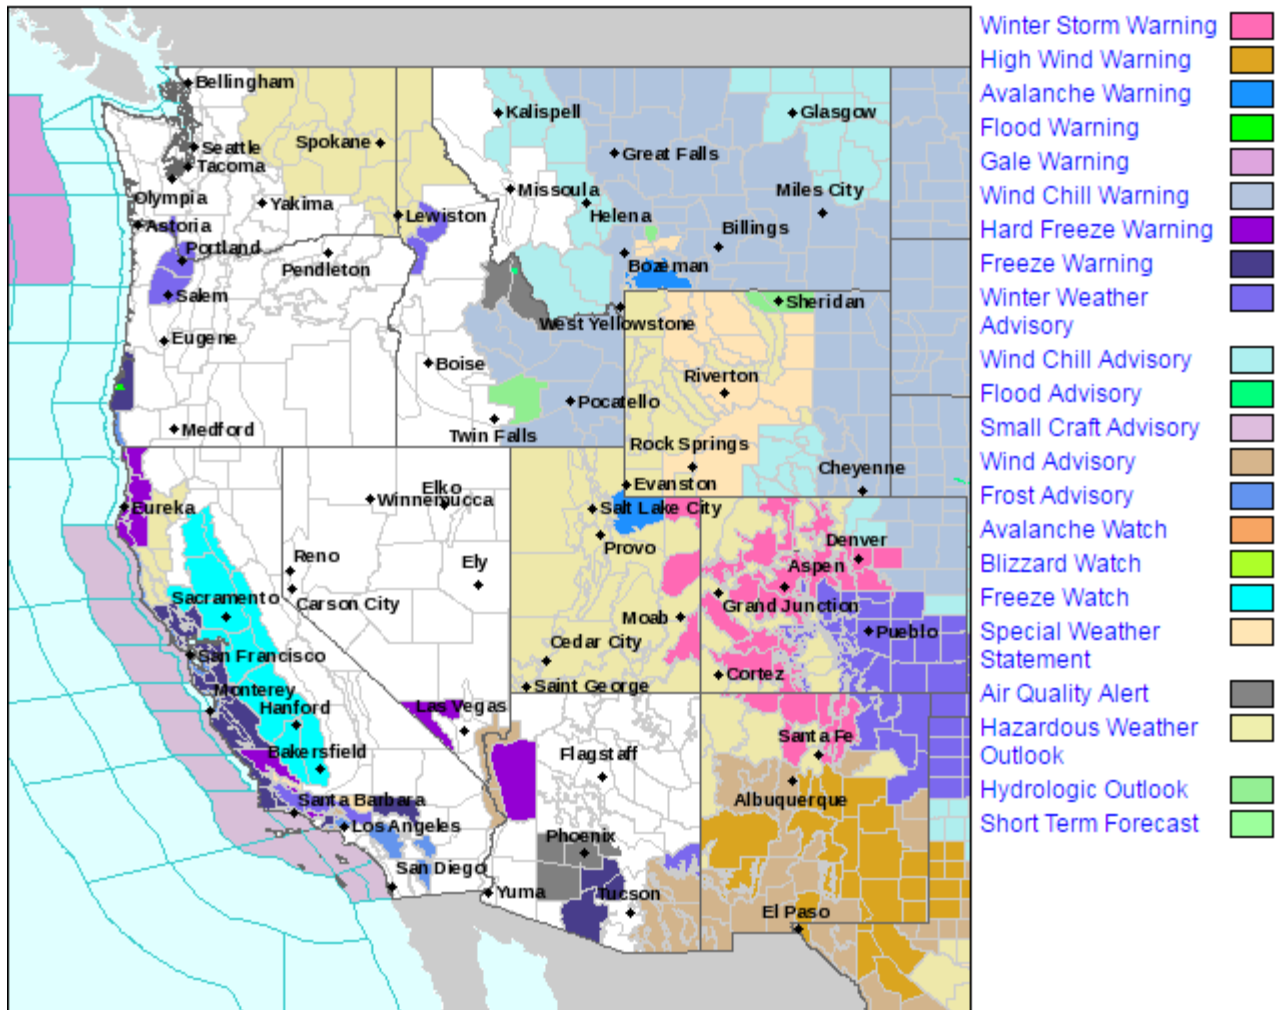 Bellingham
Seattle
Tacoma
Olympia
Spokane
Yakima
Astoria
Portland
Lewiston
Pendleton
Salem
Eugene
Medford
Kalispell
Glasgow
Great Falls
Missoula
Miles City
Helena
Billings
Bozeman
West Yellowstone
Sheridan
Boise
Riverton
Pocatello
Twin Falls
Rock Springs
Cheyenne
Evanston
Elko
Winnemucca
Eureka
Salt Lake City
Provo
Denver
Reno
Ely
Aspen
Carson City
Grand Junction
Sacramento
Moab
Pueblo
Cedar City
San Francisco
Cortez
Saint George
Monterey
Hanford
Las Vegas
Santa Fe
Flagstaff
Bakersfield
Albuquerque
Santa Barbara
Los Angeles
Phoenix
San Diego
Yuma
Tucson
El Paso
Winter Storm Warning
High Wind Warning
Avalanche Warning
Flood Warning
Gale Warning
Wind Chill Warning
Hard Freeze Warning
Freeze Warning
Winter Weather
Advisory
Wind Chill Advisory
Flood Advisory
Small Craft Advisory
Wind Advisory
Frost Advisory
Avalanche Watch
Blizzard Watch
Freeze Watch
Special Weather
Statement
Air Quality Alert
Hazardous Weather
Outlook
Hydrologic Outlook
Short Term Forecast